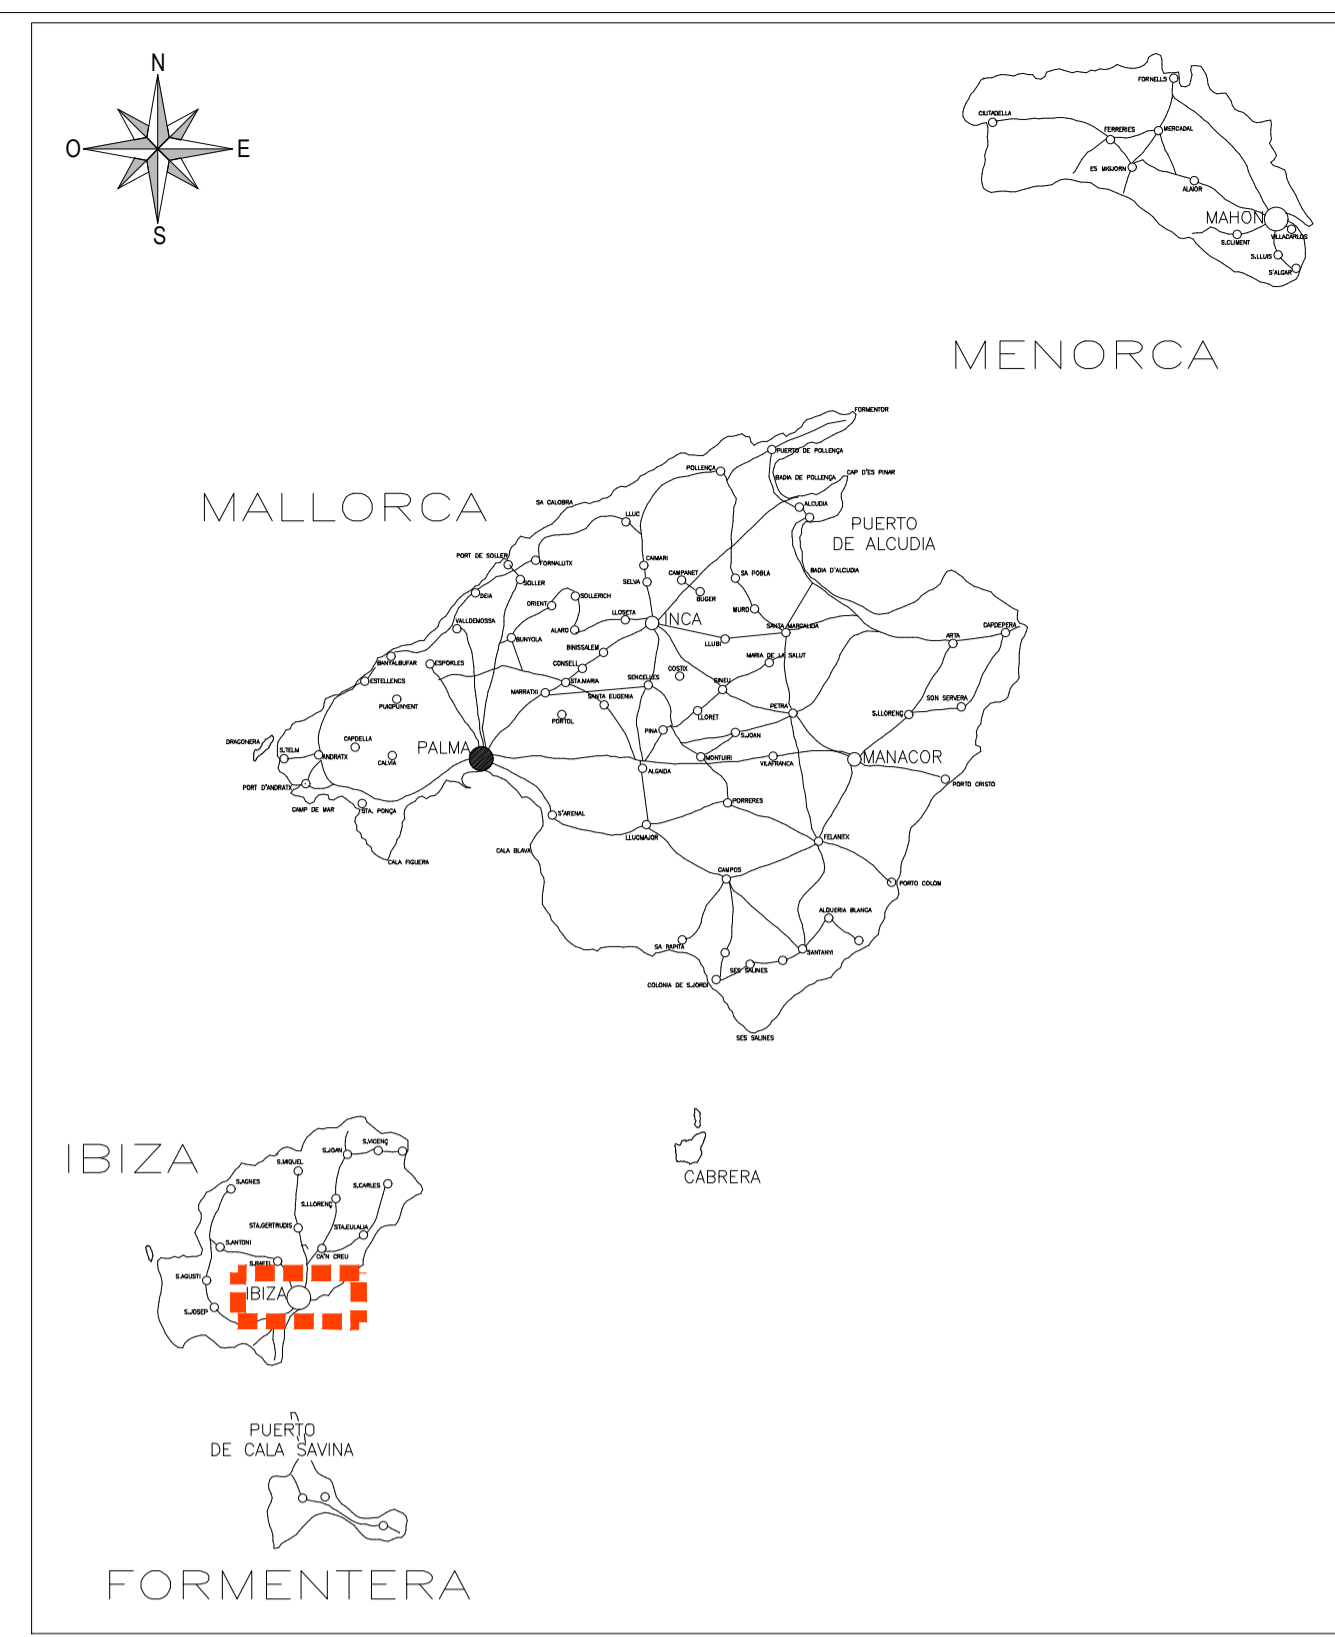 N
O
E
S
FORNELLS
CIUTADELLA
FERRERIES
MERCADAL
ES MIGJORN
ALAIOR
MAHON
VILLACARLOS
S.CLIMENT
S.LLUIS
S'ALGAR
MENORCA
FORMENTOR
PUERTO DE POLLENÇA
POLLENÇA
BADIA DE POLLENÇA
CAP D'ES PINAR
MALLORCA
SA CALOBRA
ALCUDIA
LLUC
PUERTO
DE ALCUDIA
PORT DE SOLLER
FORNALUTX
CAIMARI
CAMPANET
SA POBLA
BADIA D'ALCUDIA
SOLLER
SELVA
DEIA
SOLLERICH
BUGER
ORIENT
LLOSETA
MURO
VALLDEMOSSA
INCA
ALARO
SANTA MARGALIDA
CAPDEPERA
BUNYOLA
LLUBI
ARTA
BINISSALEM
BANYALBUFAR
ESPORLES
CONSELL
MARIA DE LA SALUT
COSTIX
ESTELLENCS
STA.MARIA
SENCELLES
SINEU
MARRATXI
SANTA EUGENIA
PUIGPUNYENT
SON SERVERA
PETRA
PORTOL
LLORET
S.LLORENÇ
PINA
S.JOAN
DRAGONERA
CAPDELLA
S.TELM
ANDRATX
PALMA
CALVIA
MONTUIRI
VILAFRANCA
MANACOR
ALGAIDA
PORT D'ANDRATX
PORTO CRISTO
CAMP DE MAR
STA. PONÇA
PORRERES
S'ARENAL
LLUCMAJOR
FELANITX
CALA BLAVA
CALA FIGUERA
CAMPOS
PORTO COLOM
ALQUERIA BLANCA
SA RAPITA
SANTANYI
SES SALINES
COLONIA DE S.JORDI
SES SALINES
CABRERA
IBIZA
S.VICENÇ
S.JOAN
S.MIQUEL
S.AGNES
S.CARLES
S.LLORENÇ
STA.GERTRUDIS
STA.EULALIA
S.ANTONI
CA'N CREU
S.RAFEL
S.AGUSTI
IBIZA
S.JOSEP
PUERTO
DE CALA SAVINA
FORMENTERA